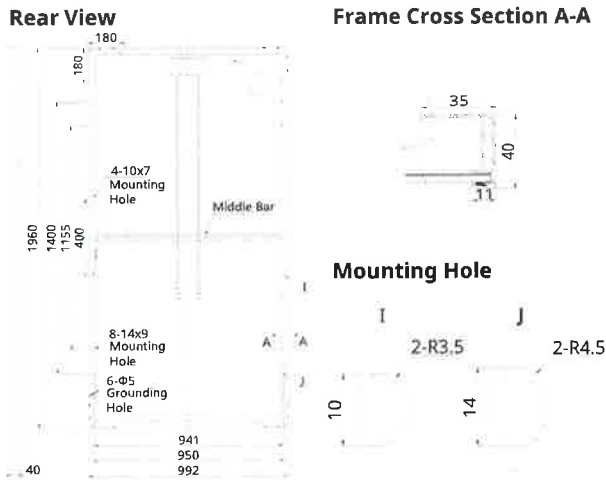 Rear View
Frame Cross Section A-A
180
180
35
40
11
4-10x7
Mounting
Hole
Middle Bar
1960
1400
1155
400
Mounting Hole
I
I
J
8-14x9
Mounting
Hole
A
A
2-R3.5
2-R4.5
J
6-Φ5
Grounding
Hole
10
14
941
950
40
992